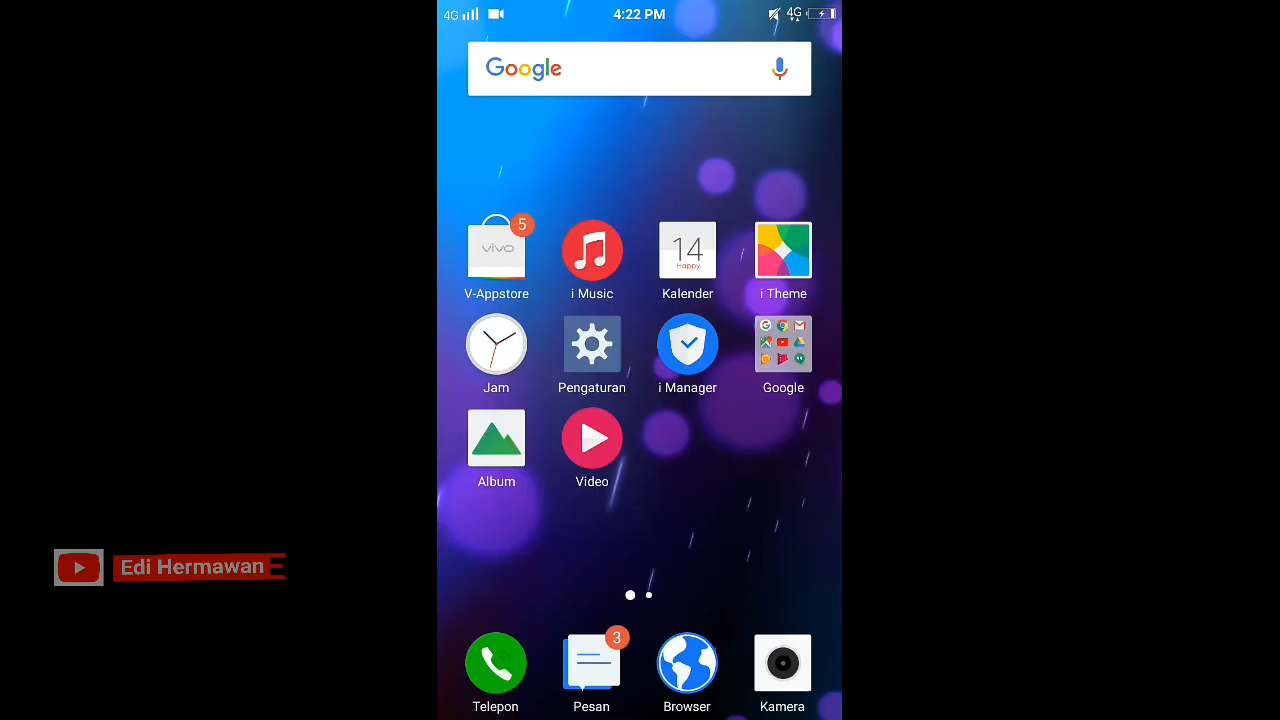 4G 4:22 PM 4G
Google
5
vivo
14
Happy
V-Appstore i Music Kalender i Theme
Jam Pengaturan i Manager Google
Album Video
Edi Hermawan
3
Telepon Pesan Browser Kamera